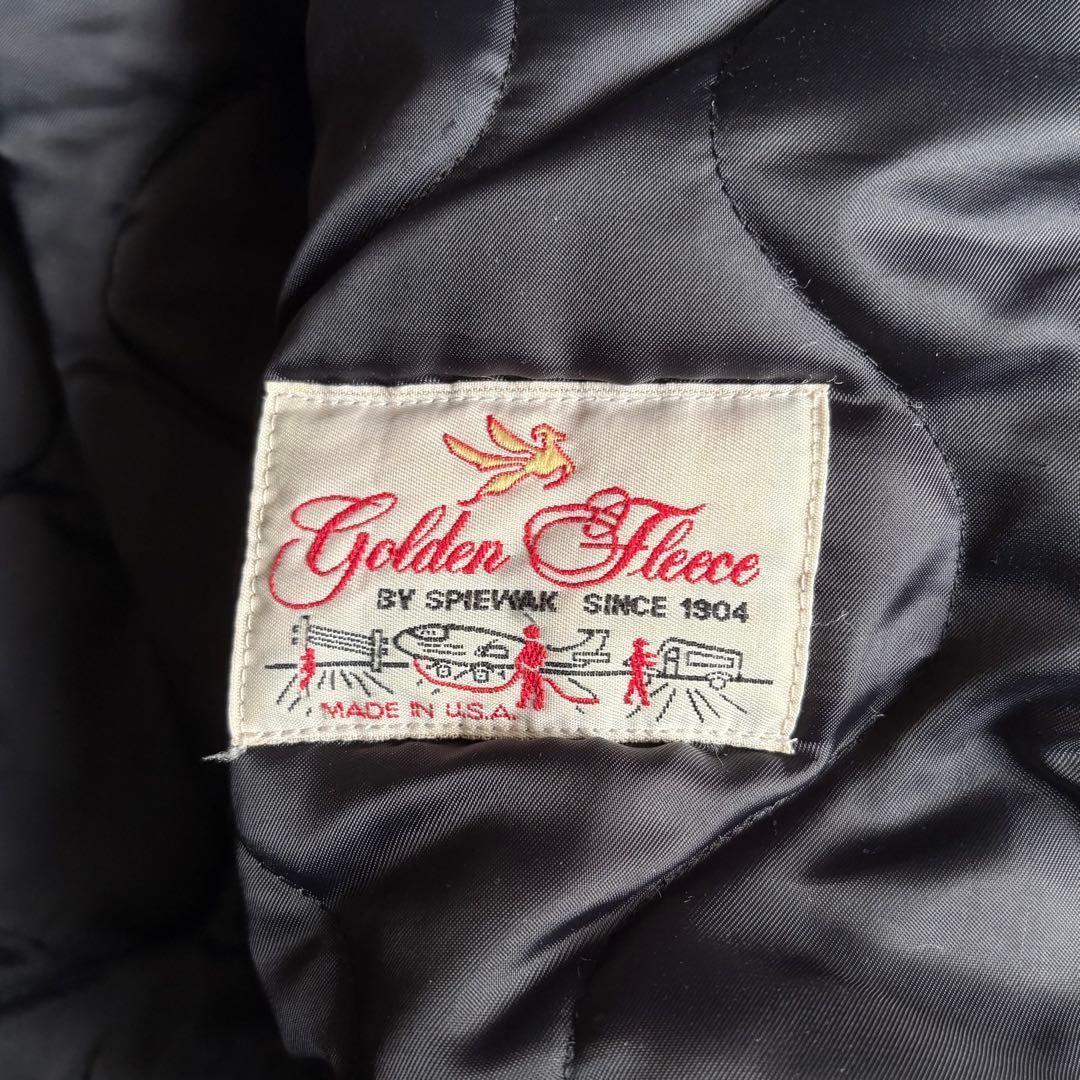 Golden Fleece
BY SPIEWAK SINCE 1904
MADE IN U.S.A.